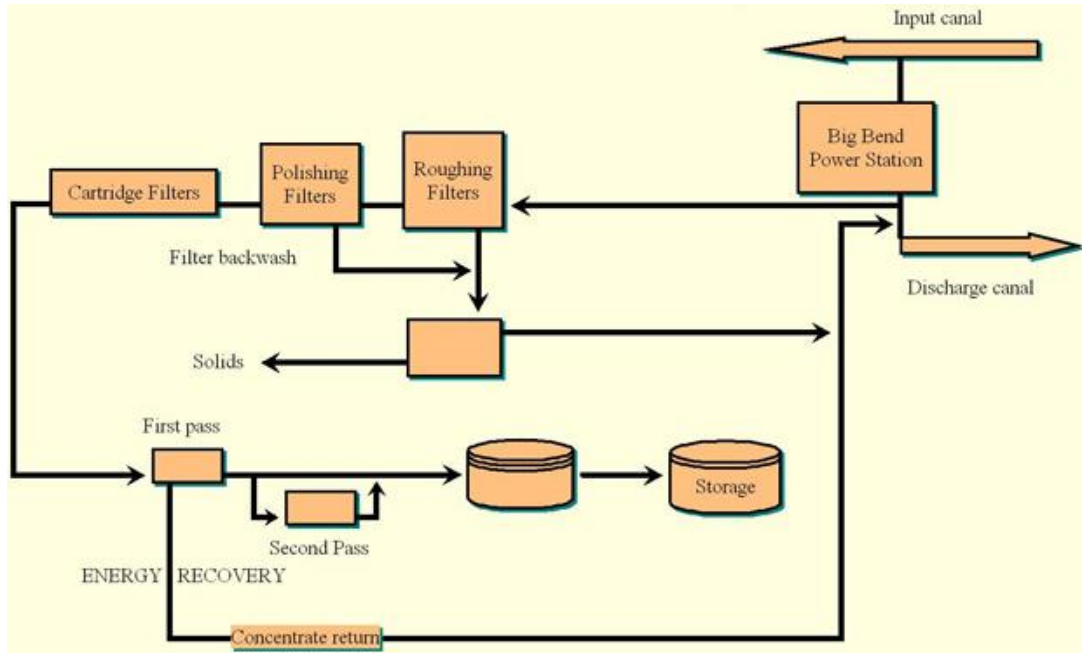 Input canal
Big Bend
Power Station
Roughing
Filters
Polishing
Filters
Cartridge Filters
Filter backwash
Discharge canal
Solids
First pass
Storage
Second Pass
ENERGY RECOVERY
Concentrate return